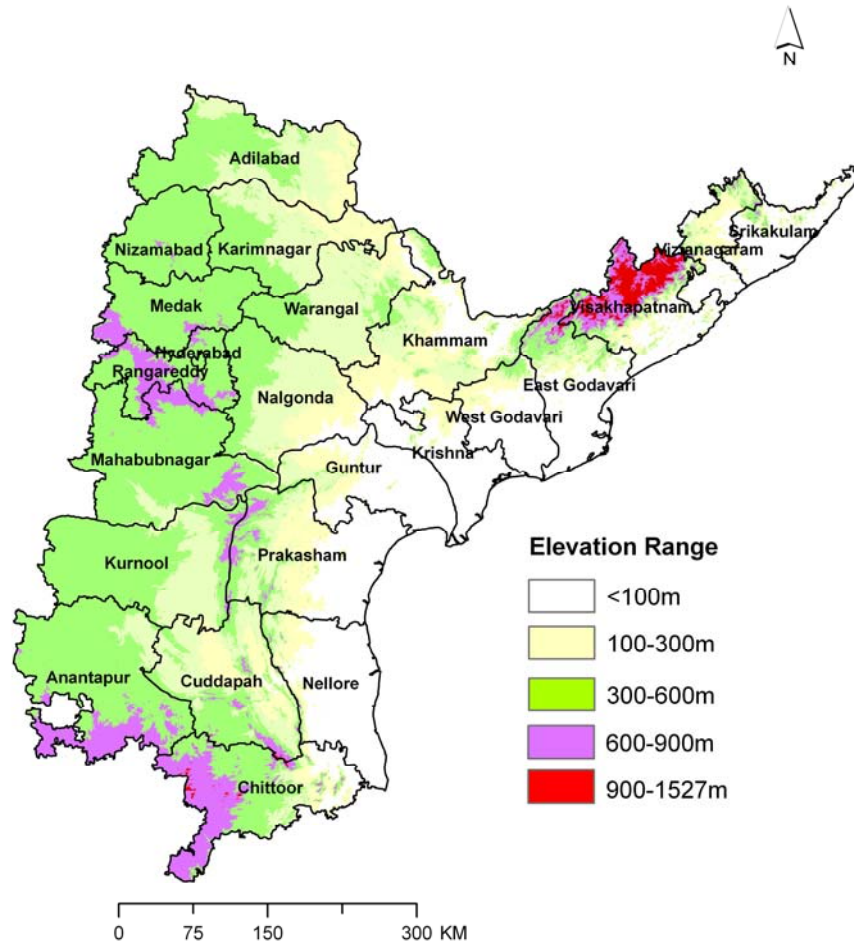 N
Adilabad
Srikakulam
Vizianagaram
Nizamabad
Karimnagar
Medak
Warangal
Visakhapatnam
Khammam
Hyderabad
Rangareddy
East Godavari
Nalgonda
West Godavari
Krishna
Mahabubnagar
Guntur
Prakasham
Kurnool
Elevation Range
<100m
100-300m
Anantapur
Cuddapah
Nellore
300-600m
600-900m
Chittoor
900-1527m
0 75 150 300 KM